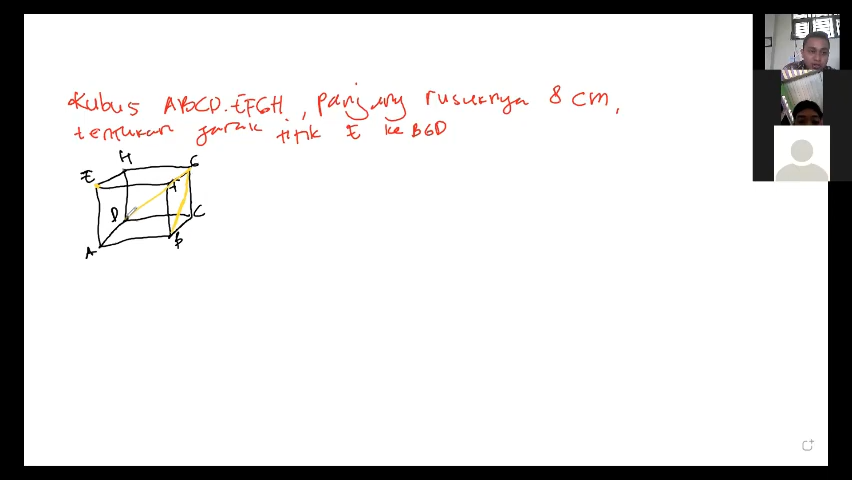 Kubus ABCD.EFGH, panjang rusuknya 8 cm,
tentukan jarak titik E ke BGD
H G
E F
D C
A B